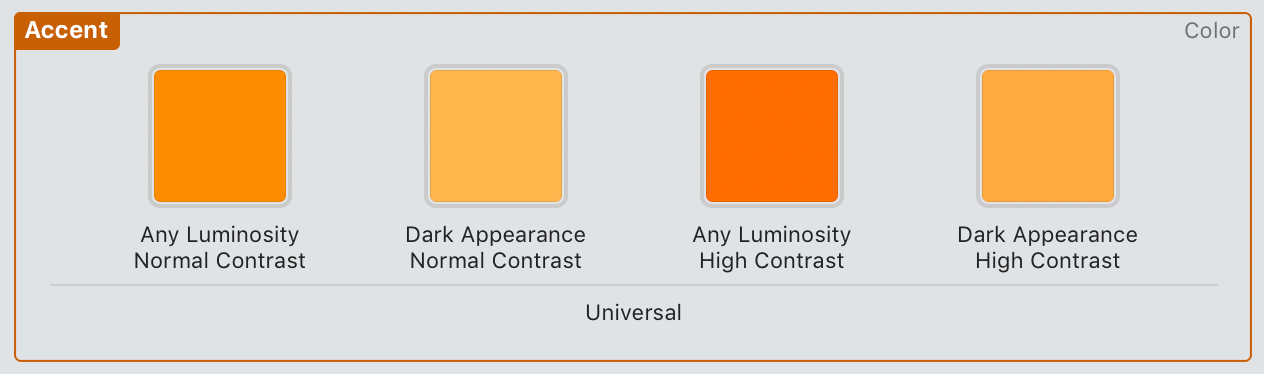 Accent
Color
Any Luminosity
Normal Contrast
Dark Appearance
Normal Contrast
Any Luminosity
High Contrast
Dark Appearance
High Contrast
Universal